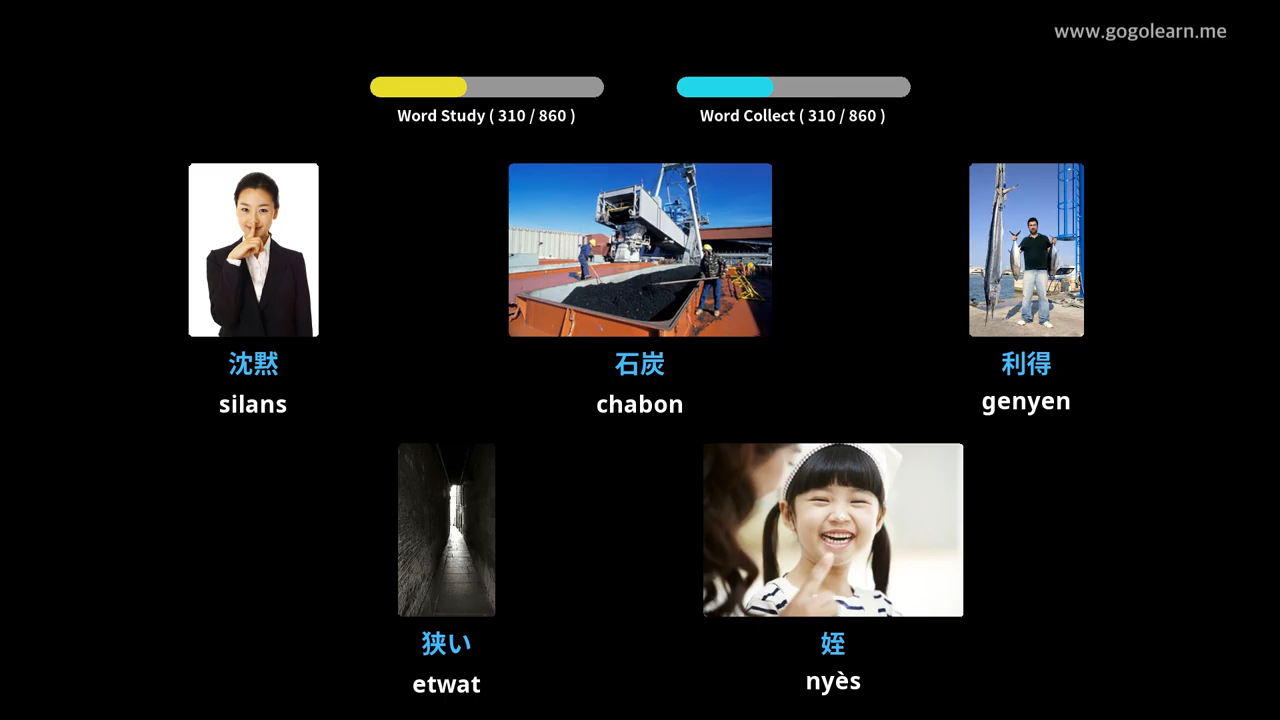 www.gogolearn.me
Word Study ( 310 / 860 )
Word Collect ( 310 / 860 )
沈黙
silans
石炭
chabon
利得
genyen
狭い
etwat
姪
nyès